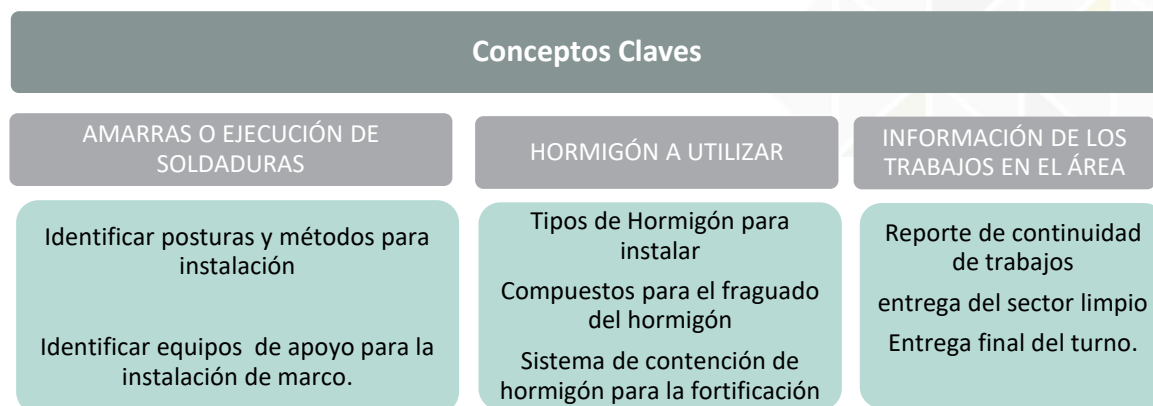 Conceptos Claves
AMARRAS O EJECUCIÓN DE
SOLDADURAS
Identificar posturas y métodos para
instalación
Identificar equipos de apoyo para la
instalación de marco.
HORMIGÓN A UTILIZAR
Tipos de Hormigón para
instalar
Compuestos para el fraguado
del hormigón
Sistema de contención de
hormigón para la fortificación
INFORMACIÓN DE LOS
TRABAJOS EN EL ÁREA
Reporte de continuidad
de trabajos
entrega del sector limpio
Entrega final del turno.